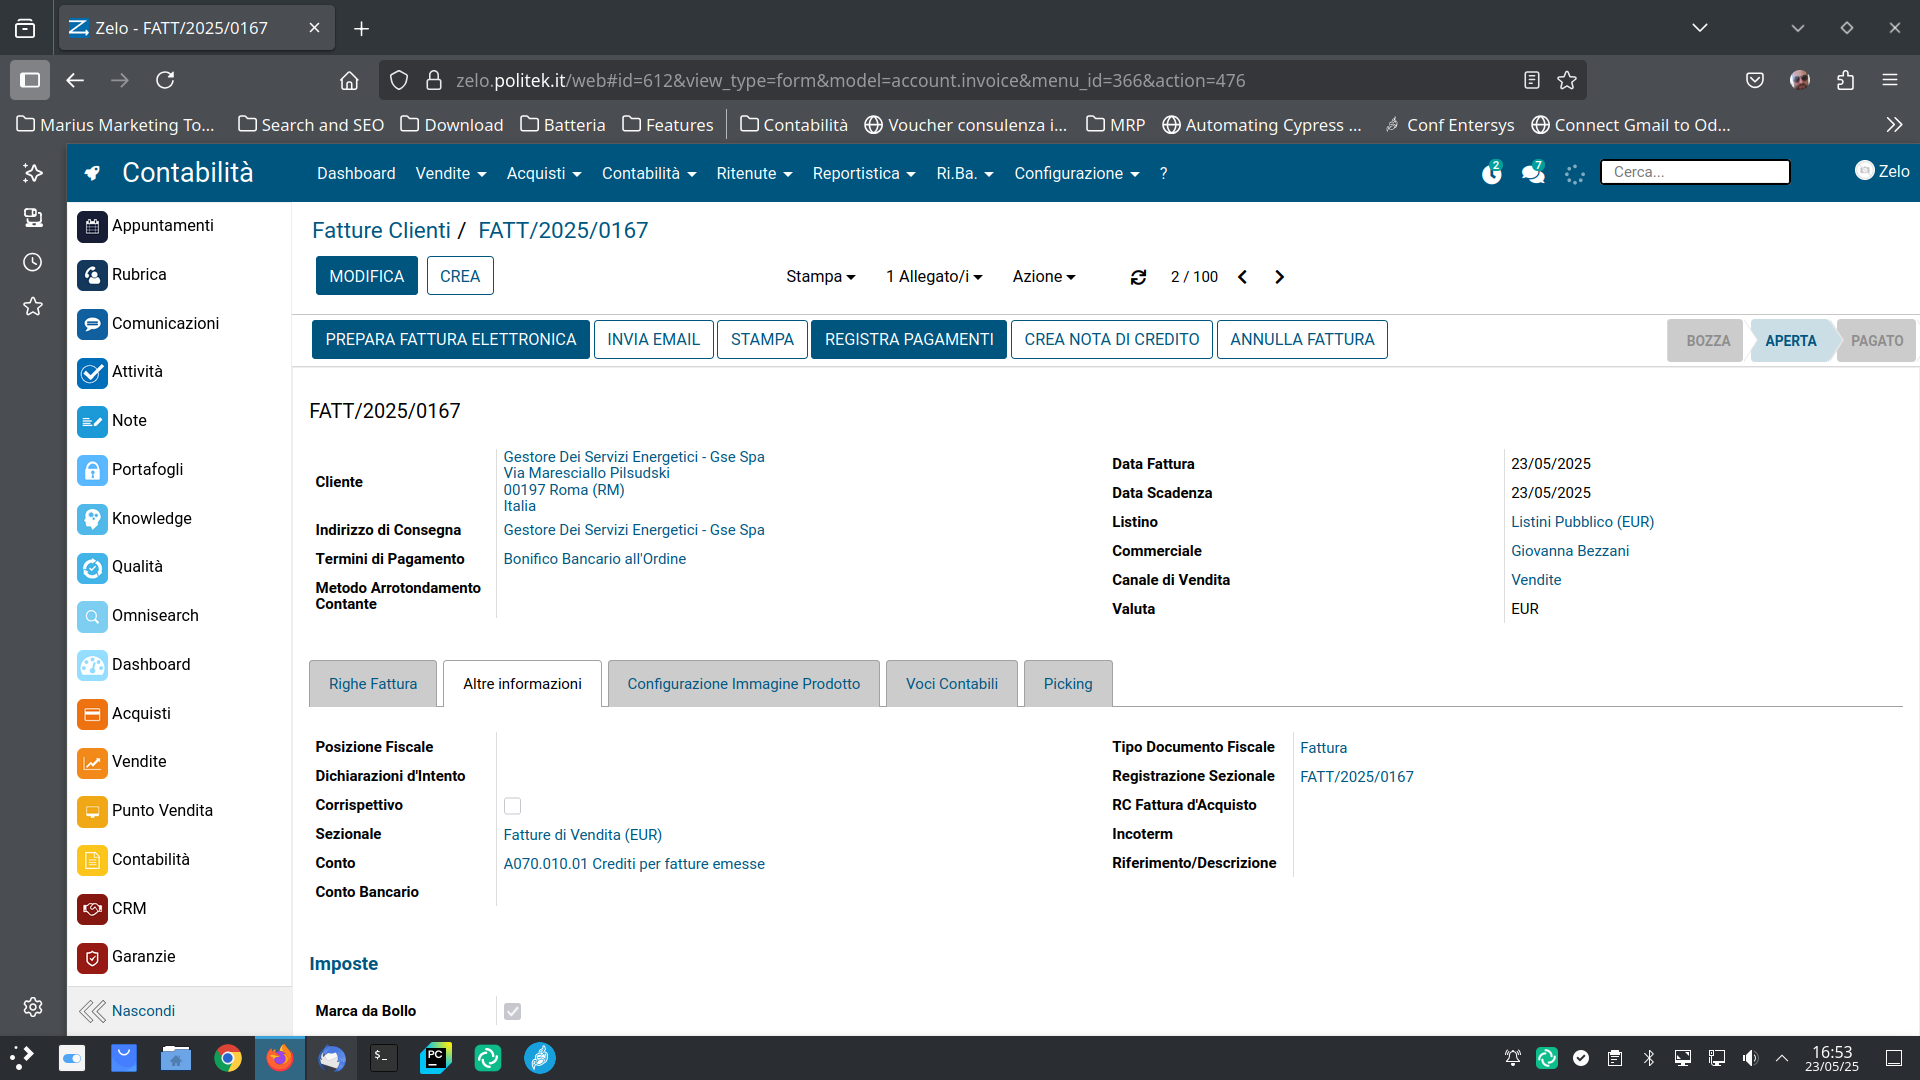 Zelo - FATT/2025/0167
zelo.politek.it/web#id=612&view_type=form&model=account.invoice&menu_id=366&action=476
Marius Marketing To...
Search and SEO
Download
Batteria
Features
Contabilità
Voucher consulenza i...
MRP
Automating Cypress ...
Conf Entersys
Connect Gmail to Od...
Contabilità
Dashboard
Vendite
Acquisti
Contabilità
Ritenute
Reportistica
Ri.Ba.
Configurazione
?
2
7
Cerca...
Zelo
Appuntamenti
Rubrica
Comunicazioni
Attività
Note
Portafogli
Knowledge
Qualità
Omnisearch
Dashboard
Acquisti
Vendite
Punto Vendita
Contabilità
CRM
Garanzie
Nascondi
Fatture Clienti / FATT/2025/0167
MODIFICA
CREA
Stampa
1 Allegato/i
Azione
2 / 100
PREPARA FATTURA ELETTRONICA
INVIA EMAIL
STAMPA
REGISTRA PAGAMENTI
CREA NOTA DI CREDITO
ANNULLA FATTURA
BOZZA
APERTA
PAGATO
FATT/2025/0167
Cliente
Gestore Dei Servizi Energetici - Gse Spa
Via Maresciallo Pilsudski
00197 Roma (RM)
Italia
Indirizzo di Consegna
Gestore Dei Servizi Energetici - Gse Spa
Termini di Pagamento
Bonifico Bancario all'Ordine
Metodo Arrotondamento
Contante
Data Fattura
23/05/2025
Data Scadenza
23/05/2025
Listino
Listini Pubblico (EUR)
Commerciale
Giovanna Bezzani
Canale di Vendita
Vendite
Valuta
EUR
Righe Fattura
Altre informazioni
Configurazione Immagine Prodotto
Voci Contabili
Picking
Posizione Fiscale
Dichiarazioni d'Intento
Corrispettivo
Sezionale
Fatture di Vendita (EUR)
Conto
A070.010.01 Crediti per fatture emesse
Conto Bancario
Tipo Documento Fiscale
Fattura
Registrazione Sezionale
FATT/2025/0167
RC Fattura d'Acquisto
Incoterm
Riferimento/Descrizione
Imposte
Marca da Bollo
PC
16:53
23/05/25